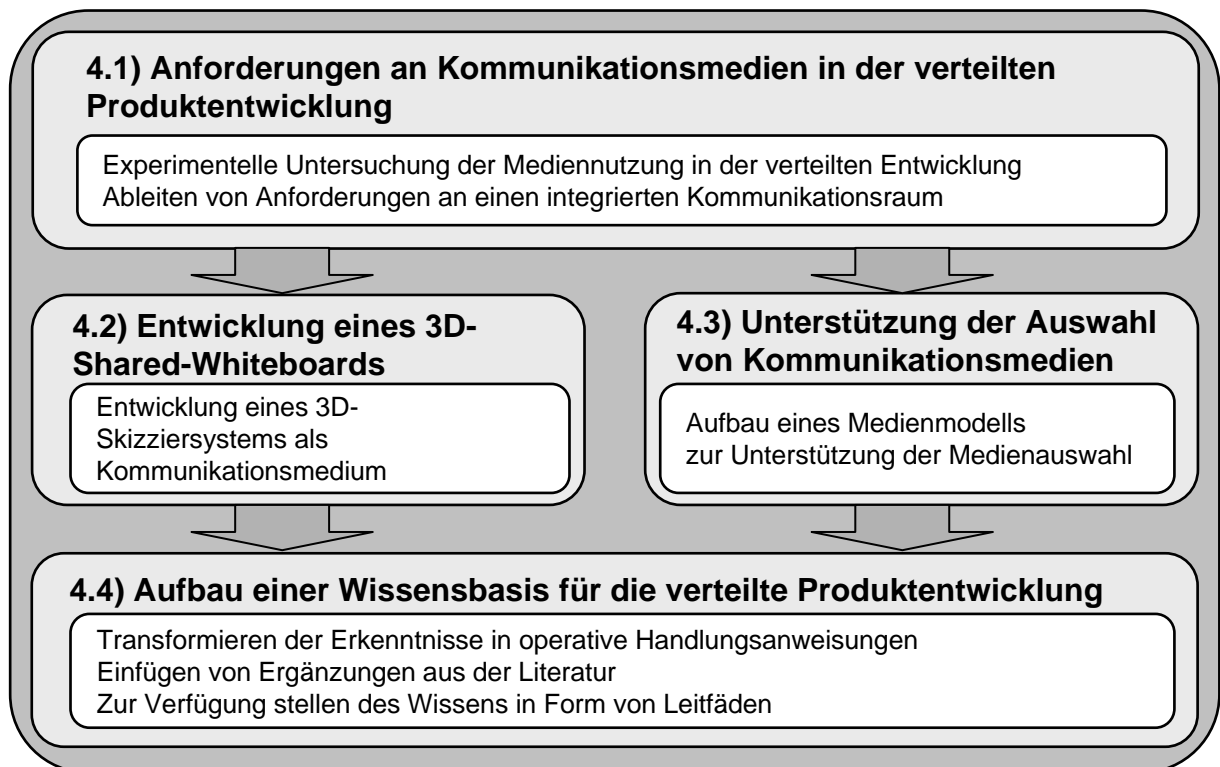 4.1) Anforderungen an Kommunikationsmedien in der verteilten
Produktentwicklung
Experimentelle Untersuchung der Mediennutzung in der verteilten Entwicklung
Ableiten von Anforderungen an einen integrierten Kommunikationsraum
4.2) Entwicklung eines 3D-
Shared-Whiteboards
Entwicklung eines 3D-
Skizziersystems als
Kommunikationsmedium
4.3) Unterstützung der Auswahl
von Kommunikationsmedien
Aufbau eines Medienmodells
zur Unterstützung der Medienauswahl
4.4) Aufbau einer Wissensbasis für die verteilte Produktentwicklung
Transformieren der Erkenntnisse in operative Handlungsanweisungen
Einfügen von Ergänzungen aus der Literatur
Zur Verfügung stellen des Wissens in Form von Leitfäden